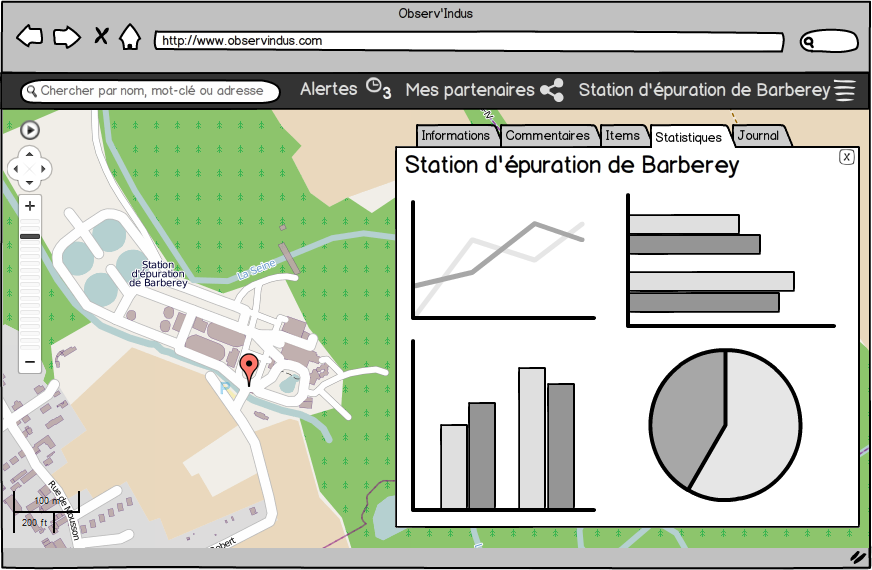 Observ'Indus
http://www.observindus.com
Chercher par nom, mot-clé ou adresse
Alertes 3
Mes partenaires
Station d'épuration de Barberey
Informations
Commentaires
Items
Statistiques
Journal
X
Station d'épuration de Barberey
La Seine
Station
d'épuration
de Barberey
P
Rue de Mousson
100 m
200 ft